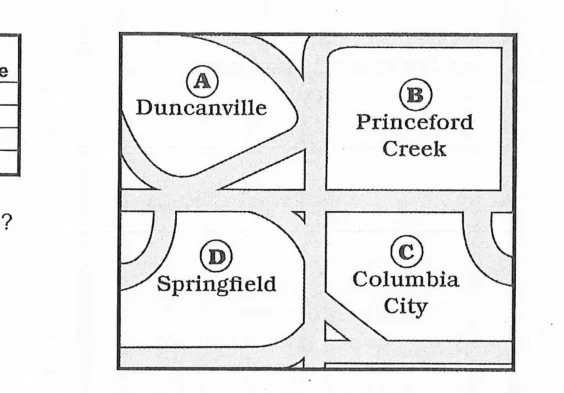 e
?
A
Duncanville
B
Princeford
Creek
D
Springfield
C
Columbia
City